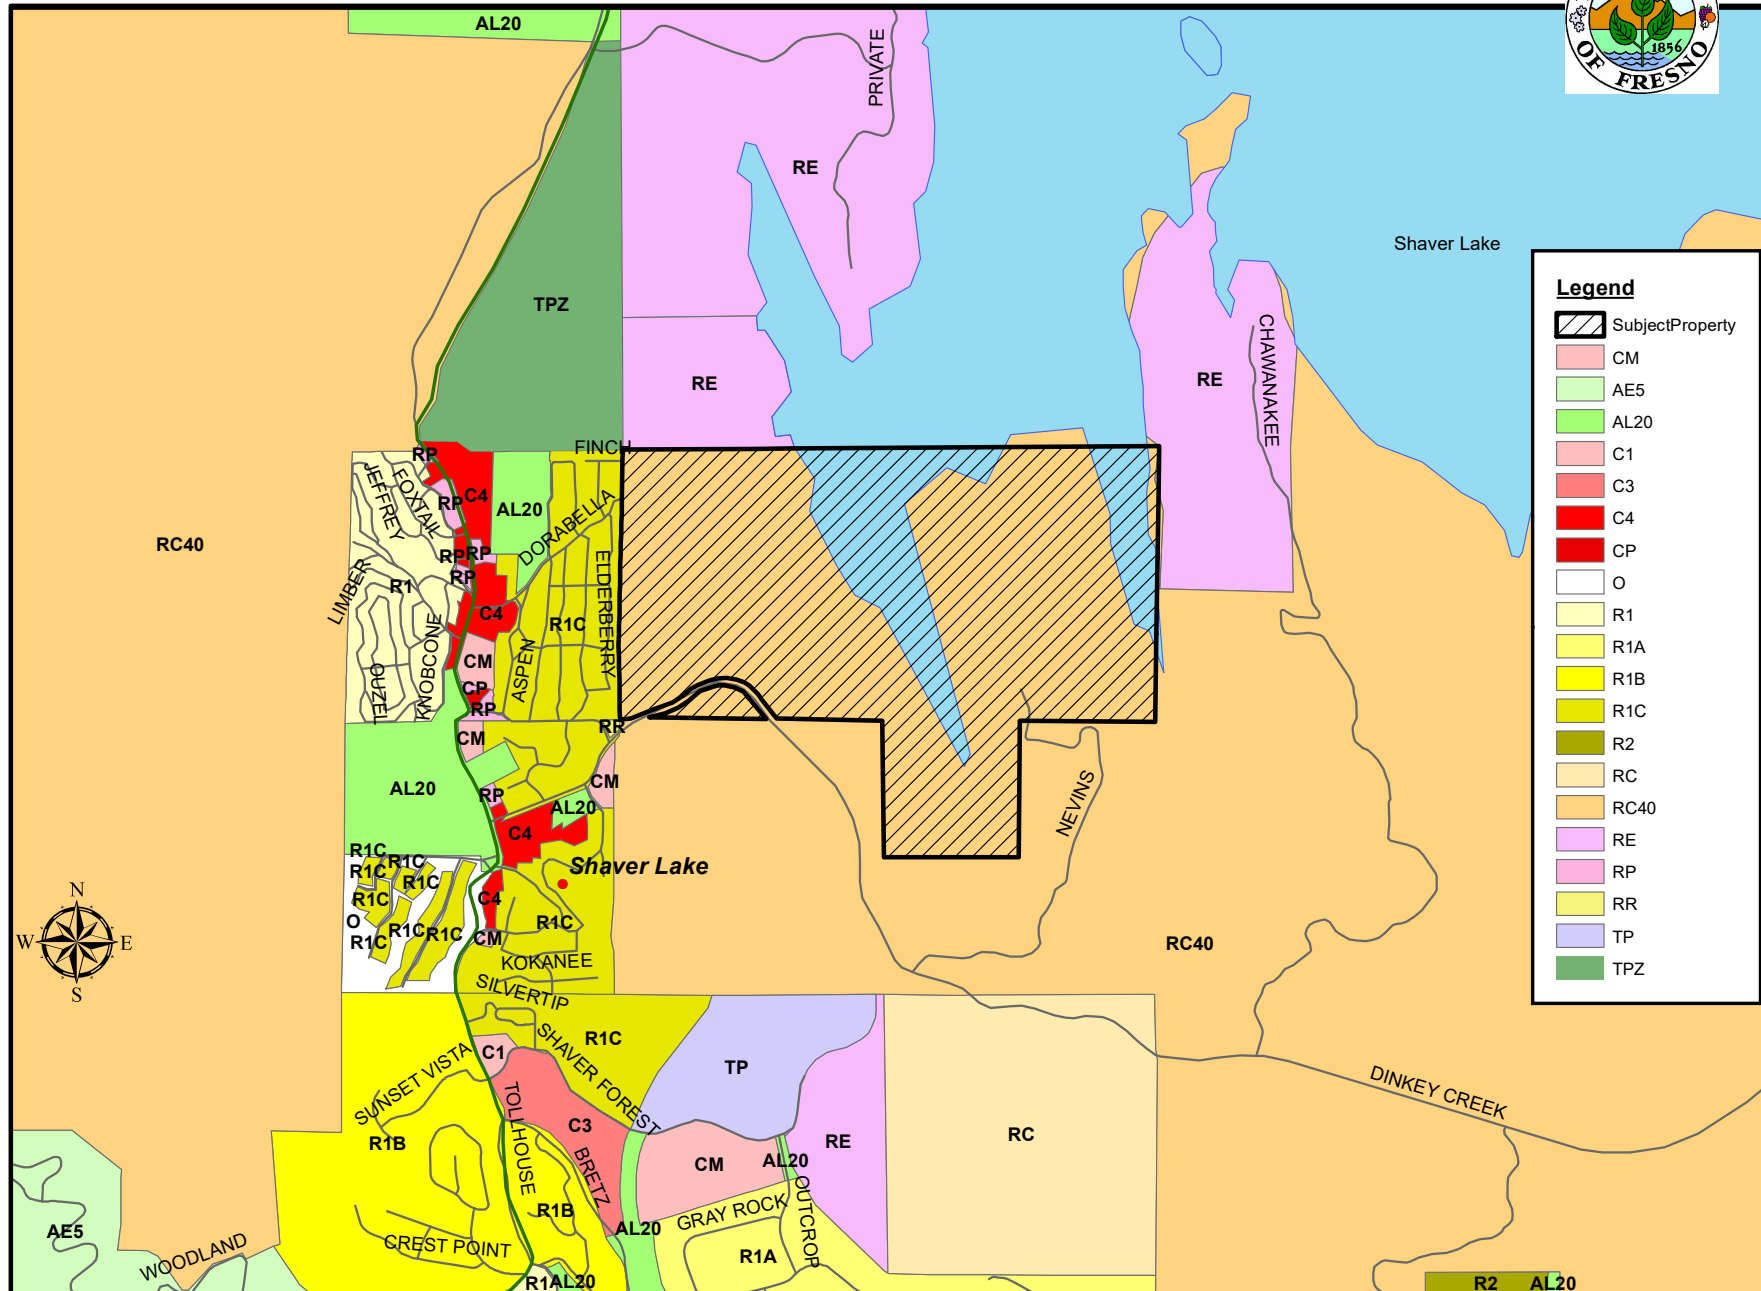 AL20
PRIVATE
1856
OF FRESNO
RE
Shaver Lake
TPZ
RE
RE
CHAWANAKEE
Legend
SubjectProperty
CM
AE5
AL20
C1
C3
C4
CP
O
R1
R1A
R1B
R1C
R2
RC
RC40
RE
RP
RR
TP
TPZ
FINCH
RP
JEFFREY
FOXTAIL
RP
C4
AL20
DORABELLA
RC40
RP
RP
RP
LIMBER
R1
C4
R1C
ELDERBERRY
KNOBCONE
OUZEL
CM
ASPEN
CP
RP
RR
CM
CM
AL20
RP
AL20
C4
NEVINS
R1C
R1C
R1C
R1C
R1C
Shaver Lake
C4
O
R1C
R1C
R1C
R1C
CM
RC40
N
W
E
S
KOKANEE
SILVERTIP
R1C
SHAVER FOREST
C1
SUNSET VISTA
TP
DINKEY CREEK
TOLLHOUSE
C3
R1B
RE
RC
BRETZ
CM
AL20
OUTCROP
R1B
GRAY ROCK
AL20
AE5
WOODLAND
CREST POINT
R1A
R1
AL20
R2
AL20